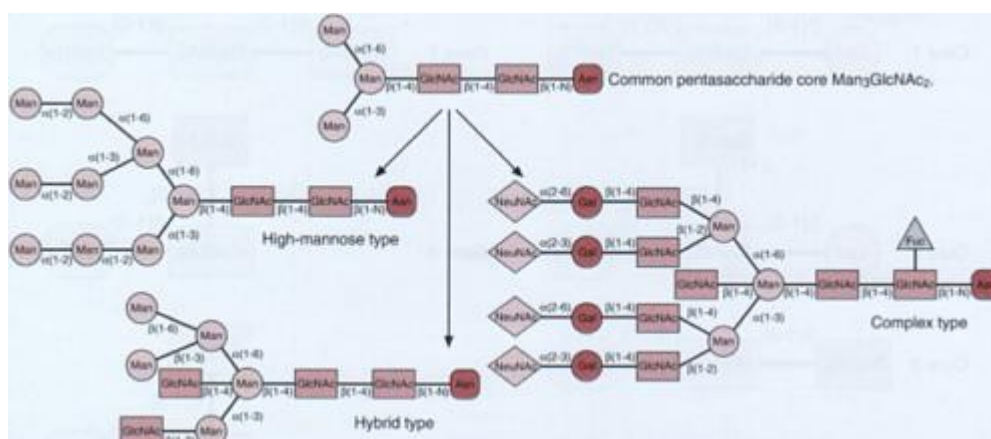 Man
α(1-6)
Man
GlcNAc
GlcNAc
Asn
β(1-4)
β(1-4)
β(1-N)
Common pentasaccharide core Man₃GlcNAc₂.
α(1-3)
Man
Man
Man
α(1-2)
α(1-6)
α(1-3)
Man
Man
Man
α(1-2)
α(1-6)
Man
GlcNAc
GlcNAc
Asn
β(1-4)
β(1-4)
β(1-N)
α(1-3)
Man
Man
Man
α(1-2)
α(1-2)
High-mannose type
NeuNAc
α(2-6)
Gal
β(1-4)
GlcNAc
β(1-4)
Man
NeuNAc
α(2-3)
Gal
β(1-4)
GlcNAc
β(1-2)
α(1-6)
Fuc
GlcNAc
β(1-4)
Man
β(1-4)
GlcNAc
β(1-4)
GlcNAc
β(1-N)
α(1-3)
NeuNAc
α(2-6)
Gal
β(1-4)
GlcNAc
β(1-4)
Man
NeuNAc
α(2-3)
Gal
β(1-4)
GlcNAc
β(1-2)
Complex type
Man
β(1-6)
Man
Man
β(1-3)
α(1-6)
GlcNAc
β(1-4)
Man
β(1-4)
GlcNAc
β(1-4)
GlcNAc
β(1-N)
Asn
α(1-3)
GlcNAc
Man
Hybrid type